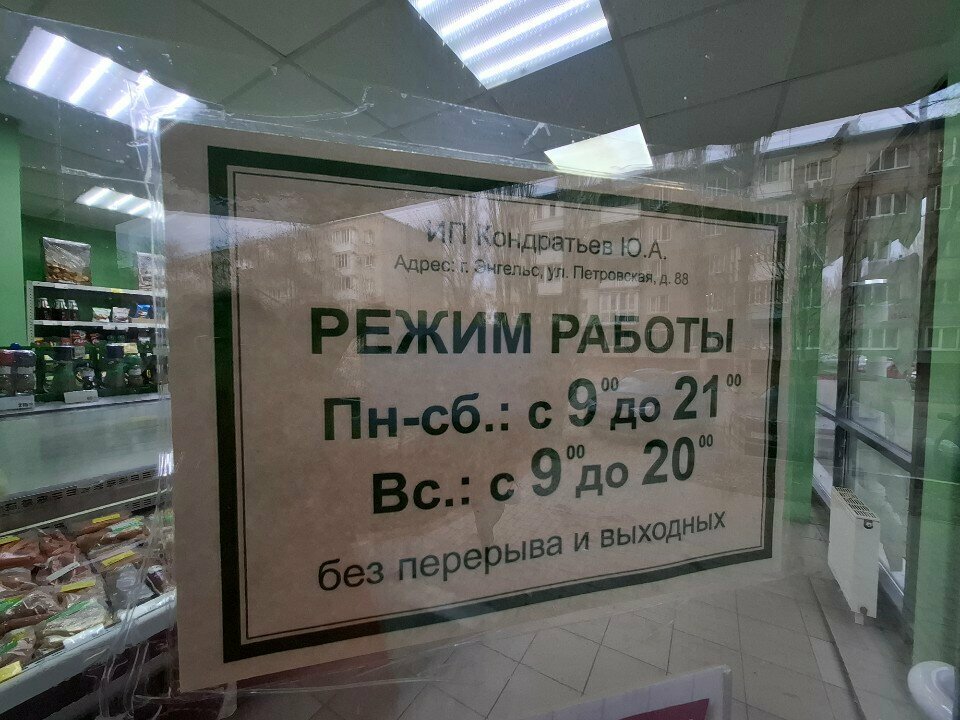 ИП Кондратьев Ю.А.
Адрес: г. Энгельс, ул. Петровская, д. 88
РЕЖИМ РАБОТЫ
Пн-сб.: с 9⁰⁰ до 21⁰⁰
Вс.: с 9⁰⁰ до 20⁰⁰
без перерыва и выходных